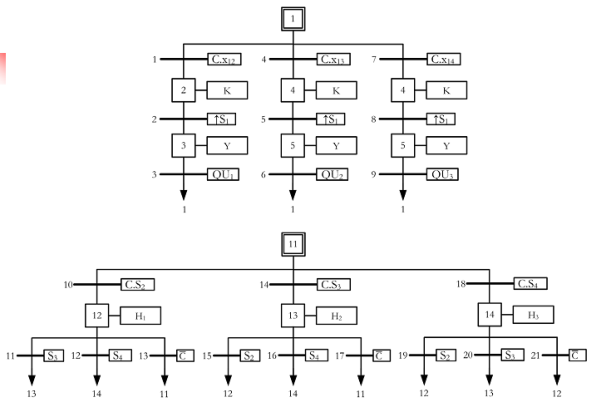 1
1 C.x12 4 C.x13 7 C.x14
2 K 4 K 4 K
2 ↑S1 5 ↑S1 8 ↑S1
3 Y 5 Y 5 Y
3 QU1 6 QU2 9 QU3
1 1 1
11
10 C.S2 14 C.S3 18 C.S4
12 H1 13 H2 14 H3
11 S3 12 S4 13 C̅ 15 S2 16 S4 17 C̅ 19 S2 20 S3 21 C̅
13 14 11 12 14 11 12 13 12